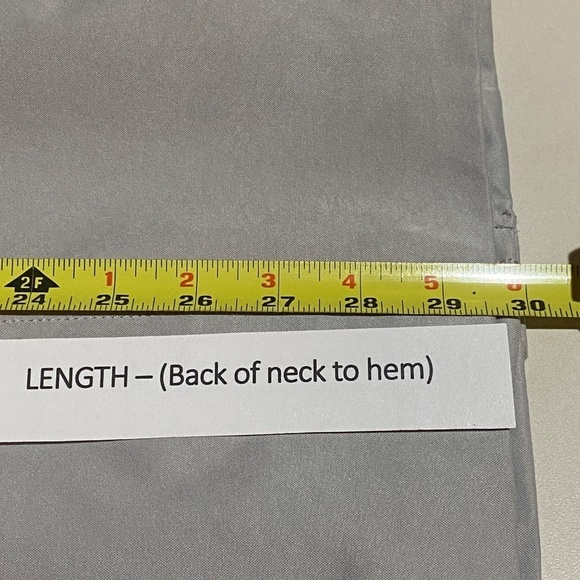 1 2 3 4 5 6
2F
24 25 26 27 28 29 30
LENGTH – (Back of neck to hem)